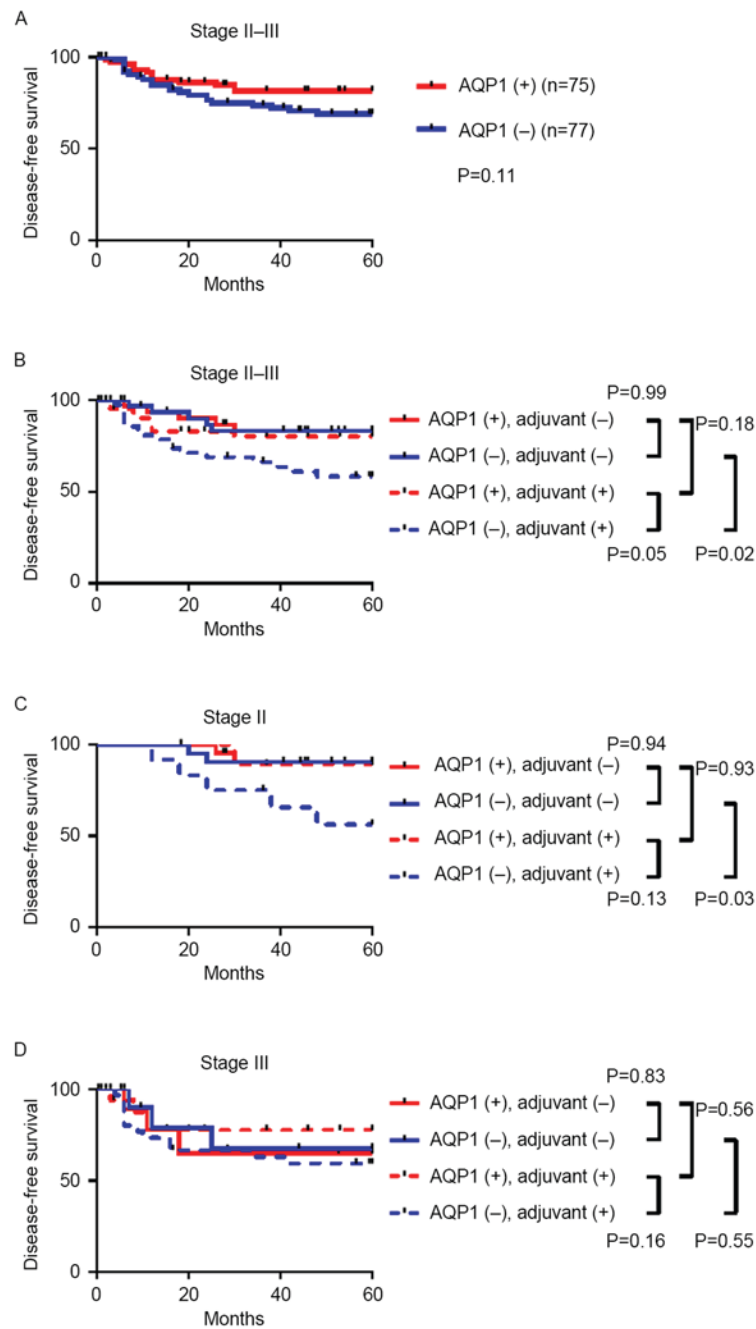 A
Stage II–III
Disease-free survival
100
50
0
0 20 40 60
Months
AQP1 (+) (n=75)
AQP1 (–) (n=77)
P=0.11
B
Stage II–III
Disease-free survival
100
50
0
0 20 40 60
Months
P=0.99
AQP1 (+), adjuvant (–)
P=0.18
AQP1 (–), adjuvant (–)
AQP1 (+), adjuvant (+)
AQP1 (–), adjuvant (+)
P=0.05 P=0.02
C
Stage II
Disease-free survival
100
50
0
0 20 40 60
Months
P=0.94
AQP1 (+), adjuvant (–)
P=0.93
AQP1 (–), adjuvant (–)
AQP1 (+), adjuvant (+)
AQP1 (–), adjuvant (+)
P=0.13 P=0.03
D
Stage III
Disease-free survival
100
50
0
0 20 40 60
Months
P=0.83
AQP1 (+), adjuvant (–)
P=0.56
AQP1 (–), adjuvant (–)
AQP1 (+), adjuvant (+)
AQP1 (–), adjuvant (+)
P=0.16 P=0.55